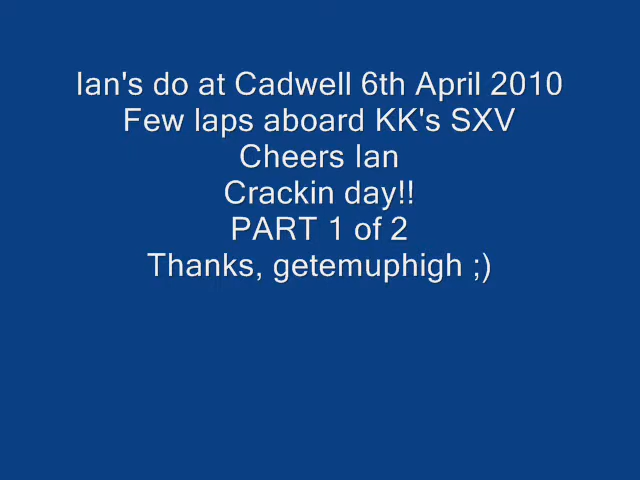 Ian's do at Cadwell 6th April 2010
Few laps aboard KK's SXV
Cheers Ian
Crackin day!!
PART 1 of 2
Thanks, getemuphigh ;)